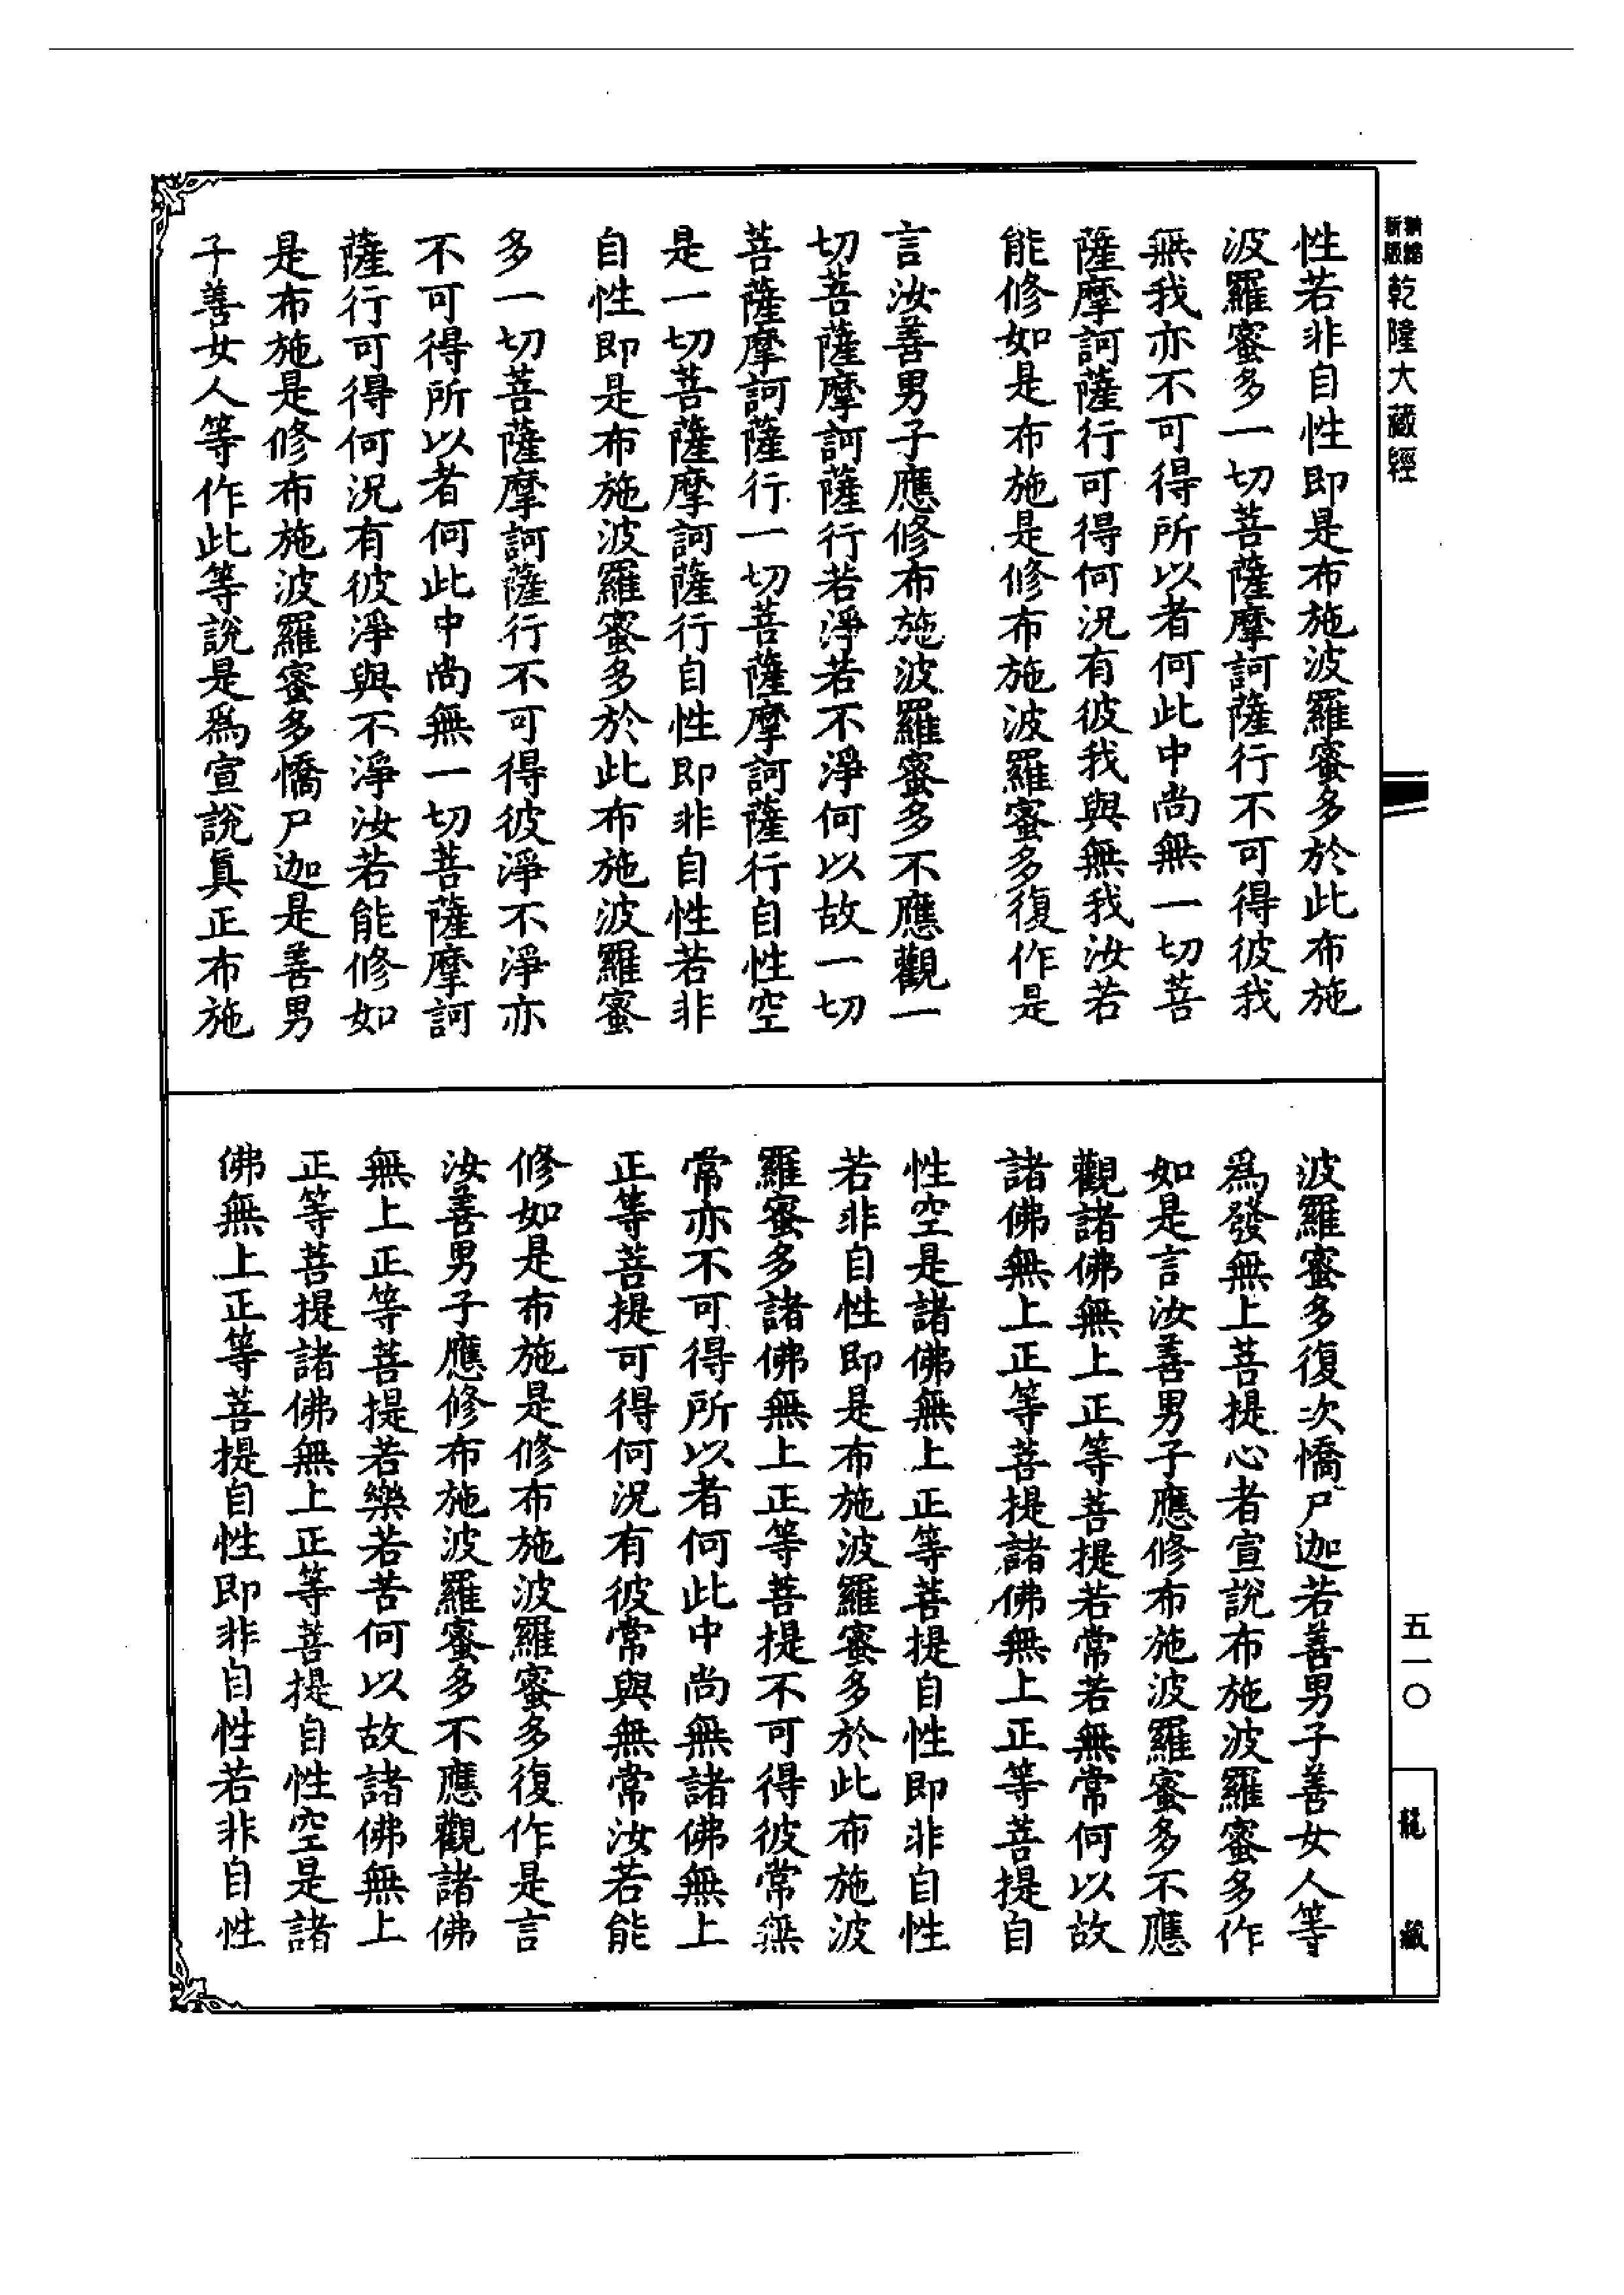 新編
縮版
乾隆大藏經
性若非自性即是布施波羅蜜多於此布施
波羅蜜多一切菩薩摩訶薩行不可得彼我
無我亦不可得所以者何此中尚無一切菩
薩摩訶薩行可得何況有彼我與無我汝若
能修如是布施是修布施波羅蜜多復作是
言汝善男子應修布施波羅蜜多不應觀一
切菩薩摩訶薩行若淨若不淨何以故一切
菩薩摩訶薩行一切菩薩摩訶薩行自性空
是一切菩薩摩訶薩行自性即非自性若非
自性即是布施波羅蜜多於此布施波羅蜜
多一切菩薩摩訶薩行不可得彼淨不淨亦
不可得所以者何此中尚無一切菩薩摩訶
薩行可得何況有彼淨與不淨汝若能修如
是布施是修布施波羅蜜多憍尸迦是善男
子善女人等作此等說是為宣說真正布施
波羅蜜多復次憍尸迦若善男子善女人等
為發無上菩提心者宣說布施波羅蜜多作
如是言汝善男子應修布施波羅蜜多不應
觀諸佛無上正等菩提若常若無常何以故
諸佛無上正等菩提諸佛無上正等菩提自
性空是諸佛無上正等菩提自性即非自性
若非自性即是布施波羅蜜多於此布施波
羅蜜多諸佛無上正等菩提不可得彼常無
常亦不可得所以者何此中尚無諸佛無上
正等菩提可得何況有彼常與無常汝若能
修如是布施是修布施波羅蜜多復作是言
汝善男子應修布施波羅蜜多不應觀諸佛
無上正等菩提若樂若苦何以故諸佛無上
正等菩提諸佛無上正等菩提自性空是諸
佛無上正等菩提自性即非自性若非自性
五一〇
龍藏